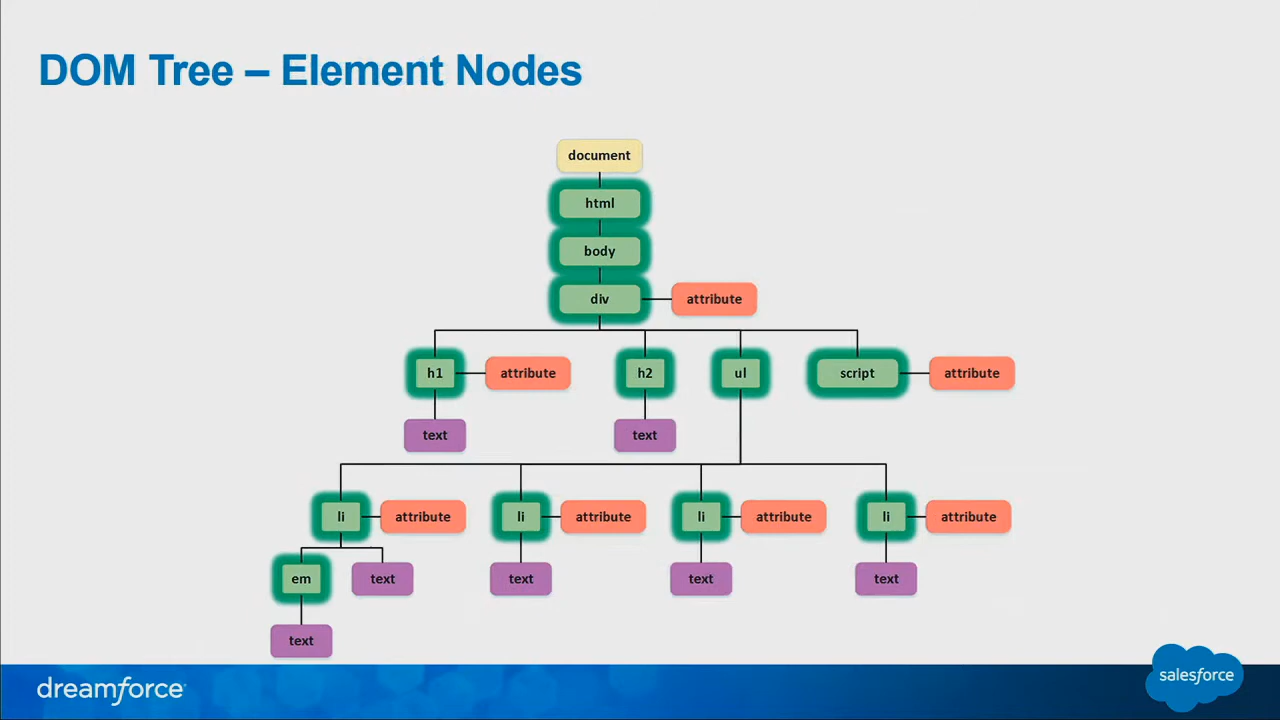 DOM Tree – Element Nodes
document
html
body
div attribute
h1 attribute h2 ul script attribute
text text
li attribute li attribute li attribute li attribute
em text text text text
text
dreamforce salesforce